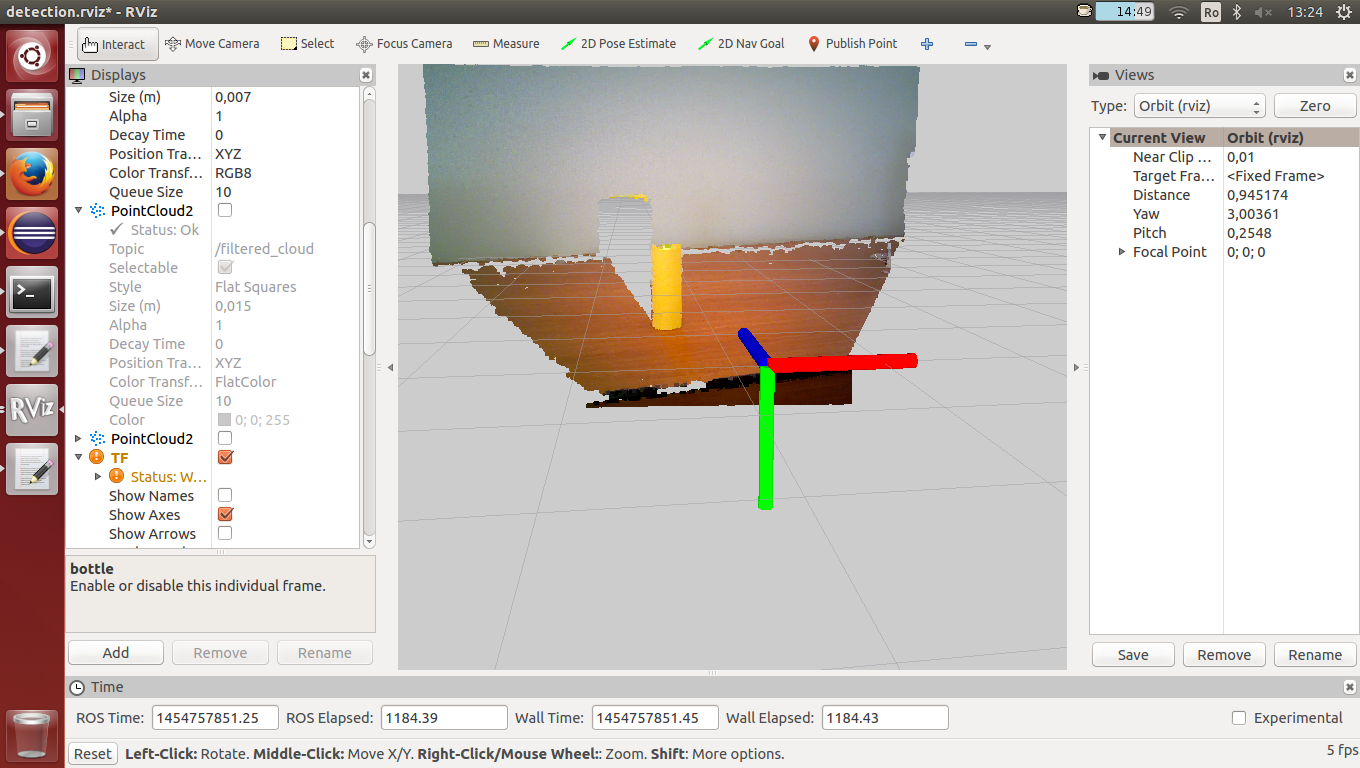 detection.rviz* - RViz
14:49
Ro
13:24
Interact
Move Camera
Select
Focus Camera
Measure
2D Pose Estimate
2D Nav Goal
Publish Point
Displays
Size (m) 0,007
Alpha 1
Decay Time 0
Position Tra... XYZ
Color Transf... RGB8
Queue Size 10
PointCloud2
Status: Ok
Topic /filtered_cloud
Selectable
Style Flat Squares
Size (m) 0,015
Alpha 1
Decay Time 0
Position Tra... XYZ
Color Transf... FlatColor
Queue Size 10
Color 0; 0; 255
PointCloud2
TF
Status: W...
Show Names
Show Axes
Show Arrows
bottle
Enable or disable this individual frame.
Add Remove Rename
RViz
Views
Type: Orbit (rviz) Zero
Current View Orbit (rviz)
Near Clip ... 0,01
Target Fra... <Fixed Frame>
Distance 0,945174
Yaw 3,00361
Pitch 0,2548
Focal Point 0; 0; 0
Save Remove Rename
Time
ROS Time: 1454757851.25 ROS Elapsed: 1184.39 Wall Time: 1454757851.45 Wall Elapsed: 1184.43 Experimental
Reset Left-Click: Rotate. Middle-Click: Move X/Y. Right-Click/Mouse Wheel:: Zoom. Shift: More options. 5 fps